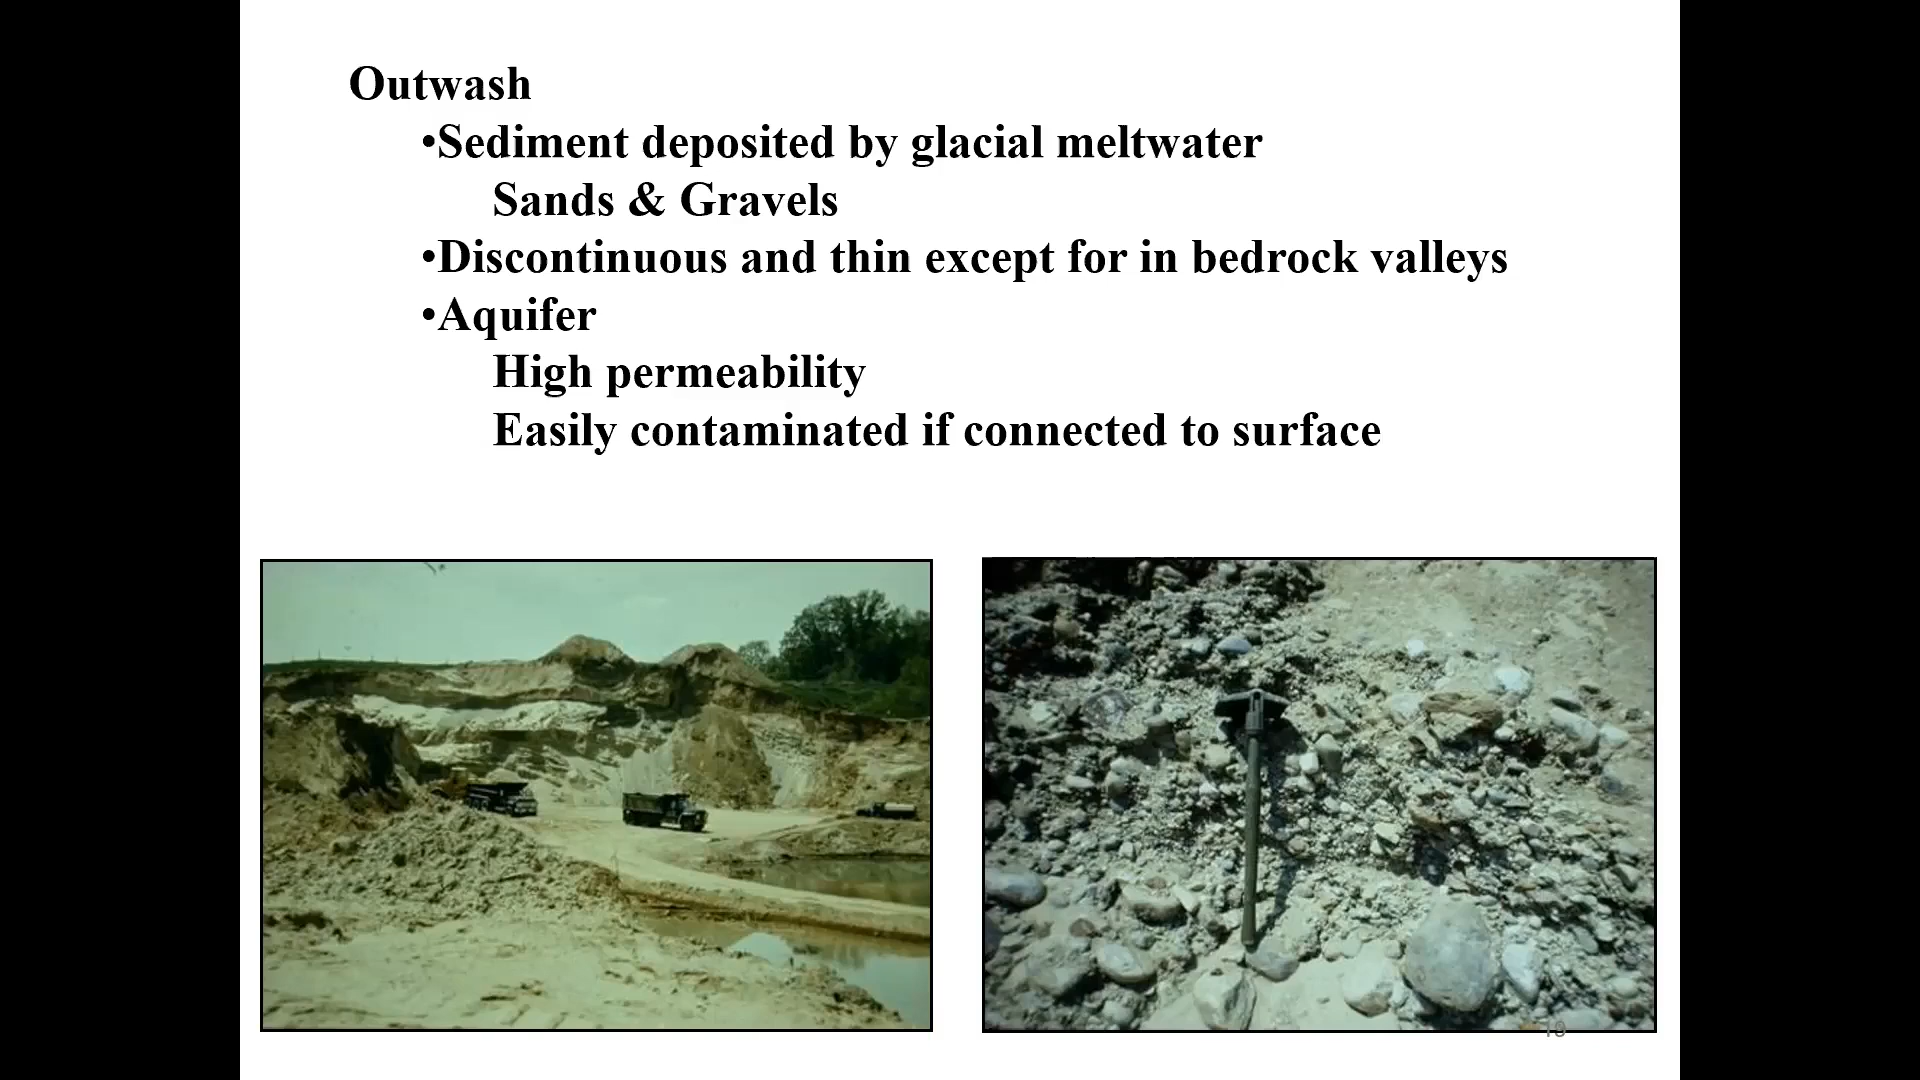 Outwash
•Sediment deposited by glacial meltwater
Sands & Gravels
•Discontinuous and thin except for in bedrock valleys
•Aquifer
High permeability
Easily contaminated if connected to surface